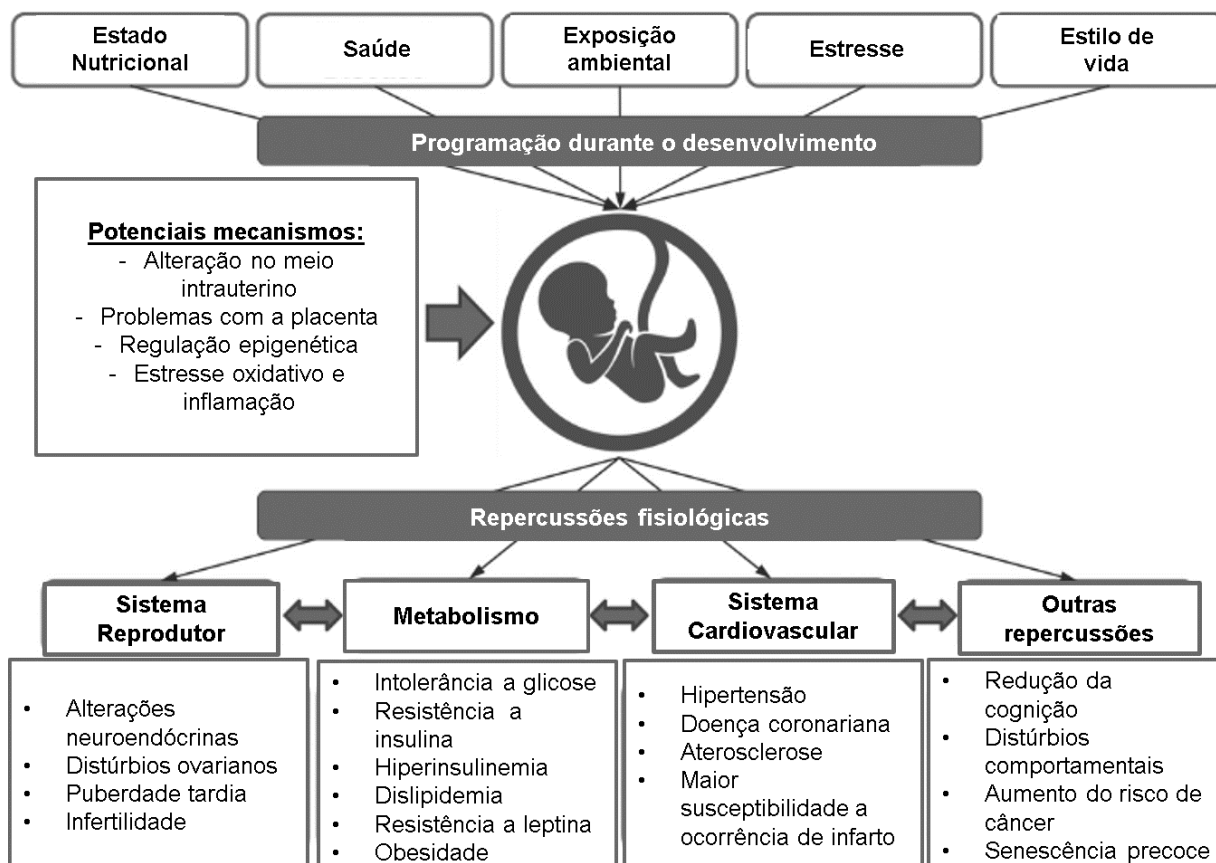 Estado
Nutricional
Saúde
Exposição
ambiental
Estresse
Estilo de
vida
Programação durante o desenvolvimento
Potenciais mecanismos:
- Alteração no meio
intrauterino
- Problemas com a placenta
- Regulação epigenética
- Estresse oxidativo e
inflamação
Repercussões fisiológicas
Sistema
Reprodutor
Metabolismo
Sistema
Cardiovascular
Outras
repercussões
• Alterações
neuroendócrinas
• Distúrbios ovarianos
• Puberdade tardia
• Infertilidade
• Intolerância a glicose
• Resistência a
insulina
• Hiperinsulinemia
• Dislipidemia
• Resistência a leptina
• Obesidade
• Hipertensão
• Doença coronariana
• Aterosclerose
• Maior
susceptibilidade a
ocorrência de infarto
• Redução da
cognição
• Distúrbios
comportamentais
• Aumento do risco de
câncer
• Senescência precoce